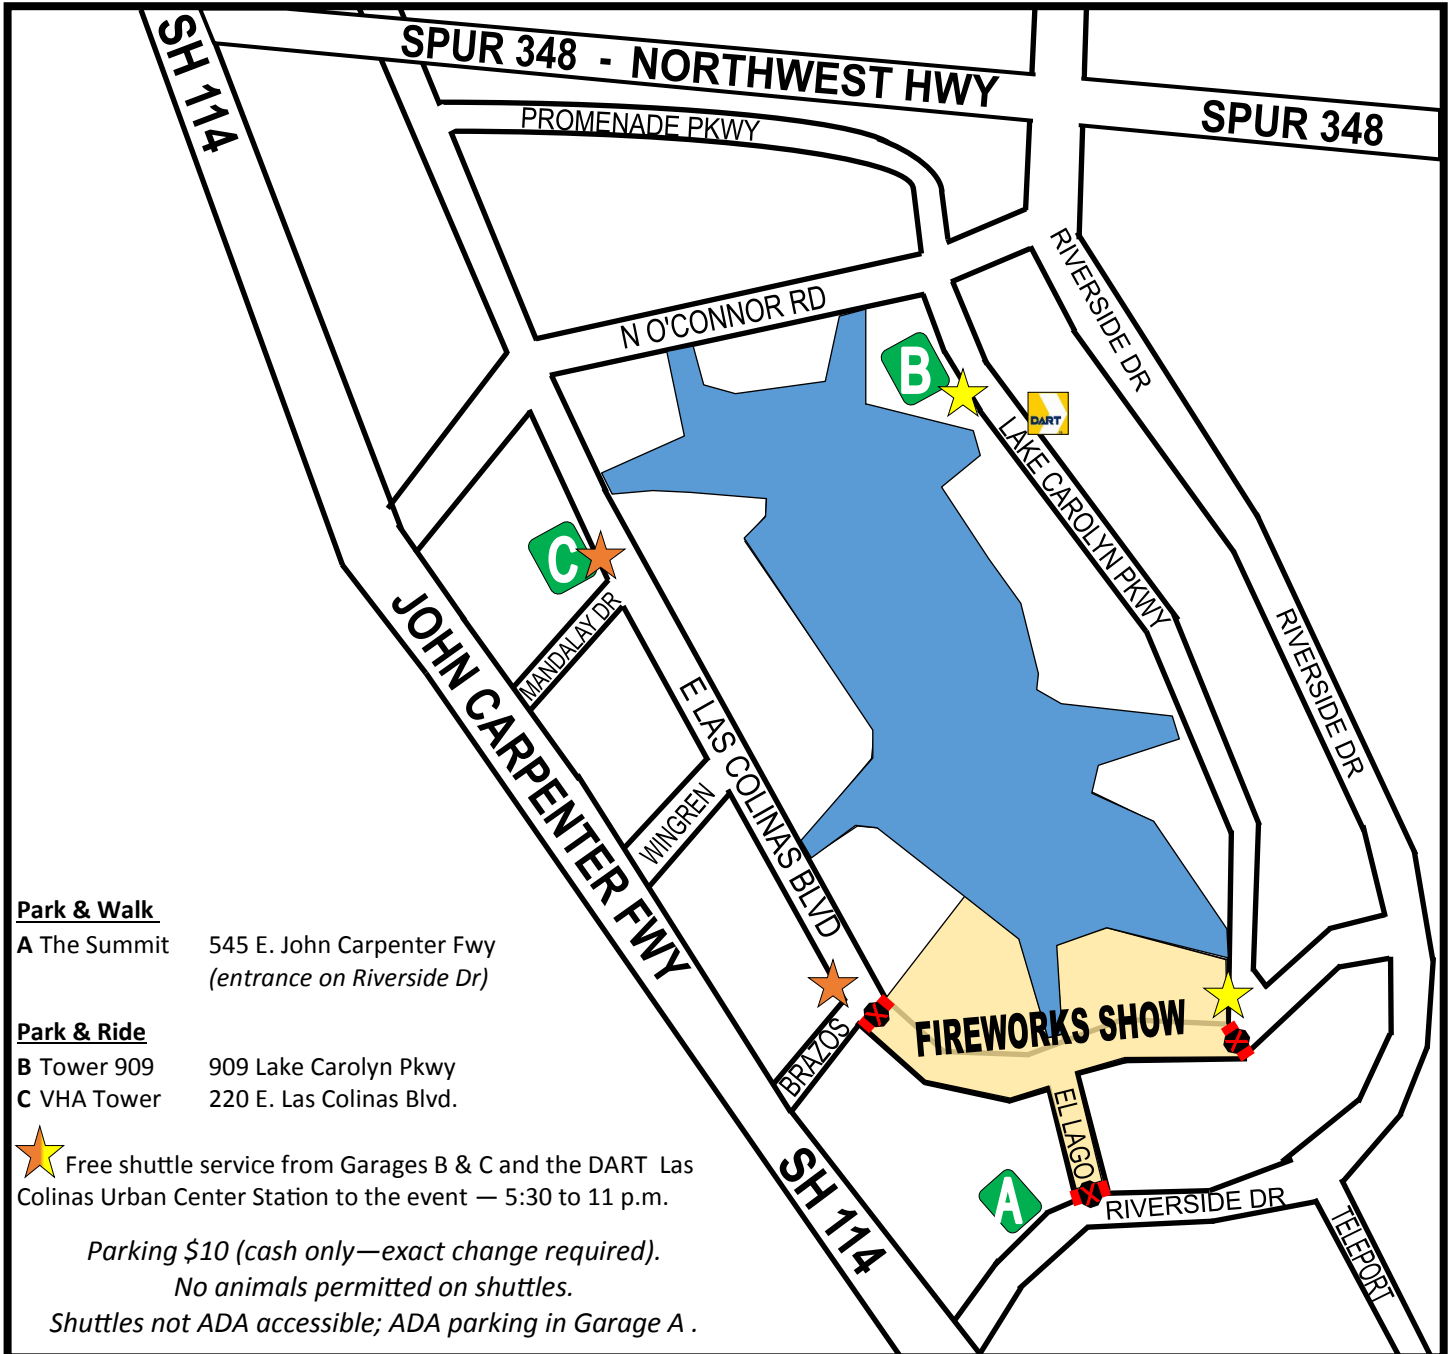 SH 114
SPUR 348 - NORTHWEST HWY
SPUR 348
PROMENADE PKWY
N O'CONNOR RD
RIVERSIDE DR
B
DART
LAKE CAROLYN PKWY
C
MANDALAY DR
JOHN CARPENTER FWY
E LAS COLINAS BLVD
RIVERSIDE DR
WINGREN
Park & Walk
A The Summit 545 E. John Carpenter Fwy
(entrance on Riverside Dr)
Park & Ride
B Tower 909 909 Lake Carolyn Pkwy
C VHA Tower 220 E. Las Colinas Blvd.
Free shuttle service from Garages B & C and the DART Las
Colinas Urban Center Station to the event — 5:30 to 11 p.m.
Parking $10 (cash only—exact change required).
No animals permitted on shuttles.
Shuttles not ADA accessible; ADA parking in Garage A .
BRAZOS
X
FIREWORKS SHOW
X
EL LAGO
X
A
RIVERSIDE DR
SH 114
TELEPORT